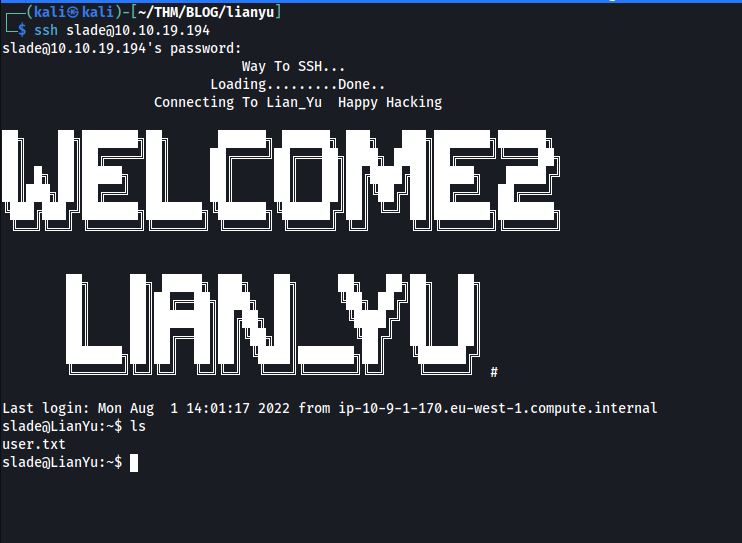 ┌──(kali㉿kali)-[~/THM/BLOG/lianyu]
└─$ ssh slade@10.10.19.194
slade@10.10.19.194's password:
Way To SSH...
Loading.........Done..
Connecting To Lian_Yu  Happy Hacking
WELCOME2
LIAN_YU
#
Last login: Mon Aug  1 14:01:17 2022 from ip-10-9-1-170.eu-west-1.compute.internal
slade@LianYu:~$ ls
user.txt
slade@LianYu:~$